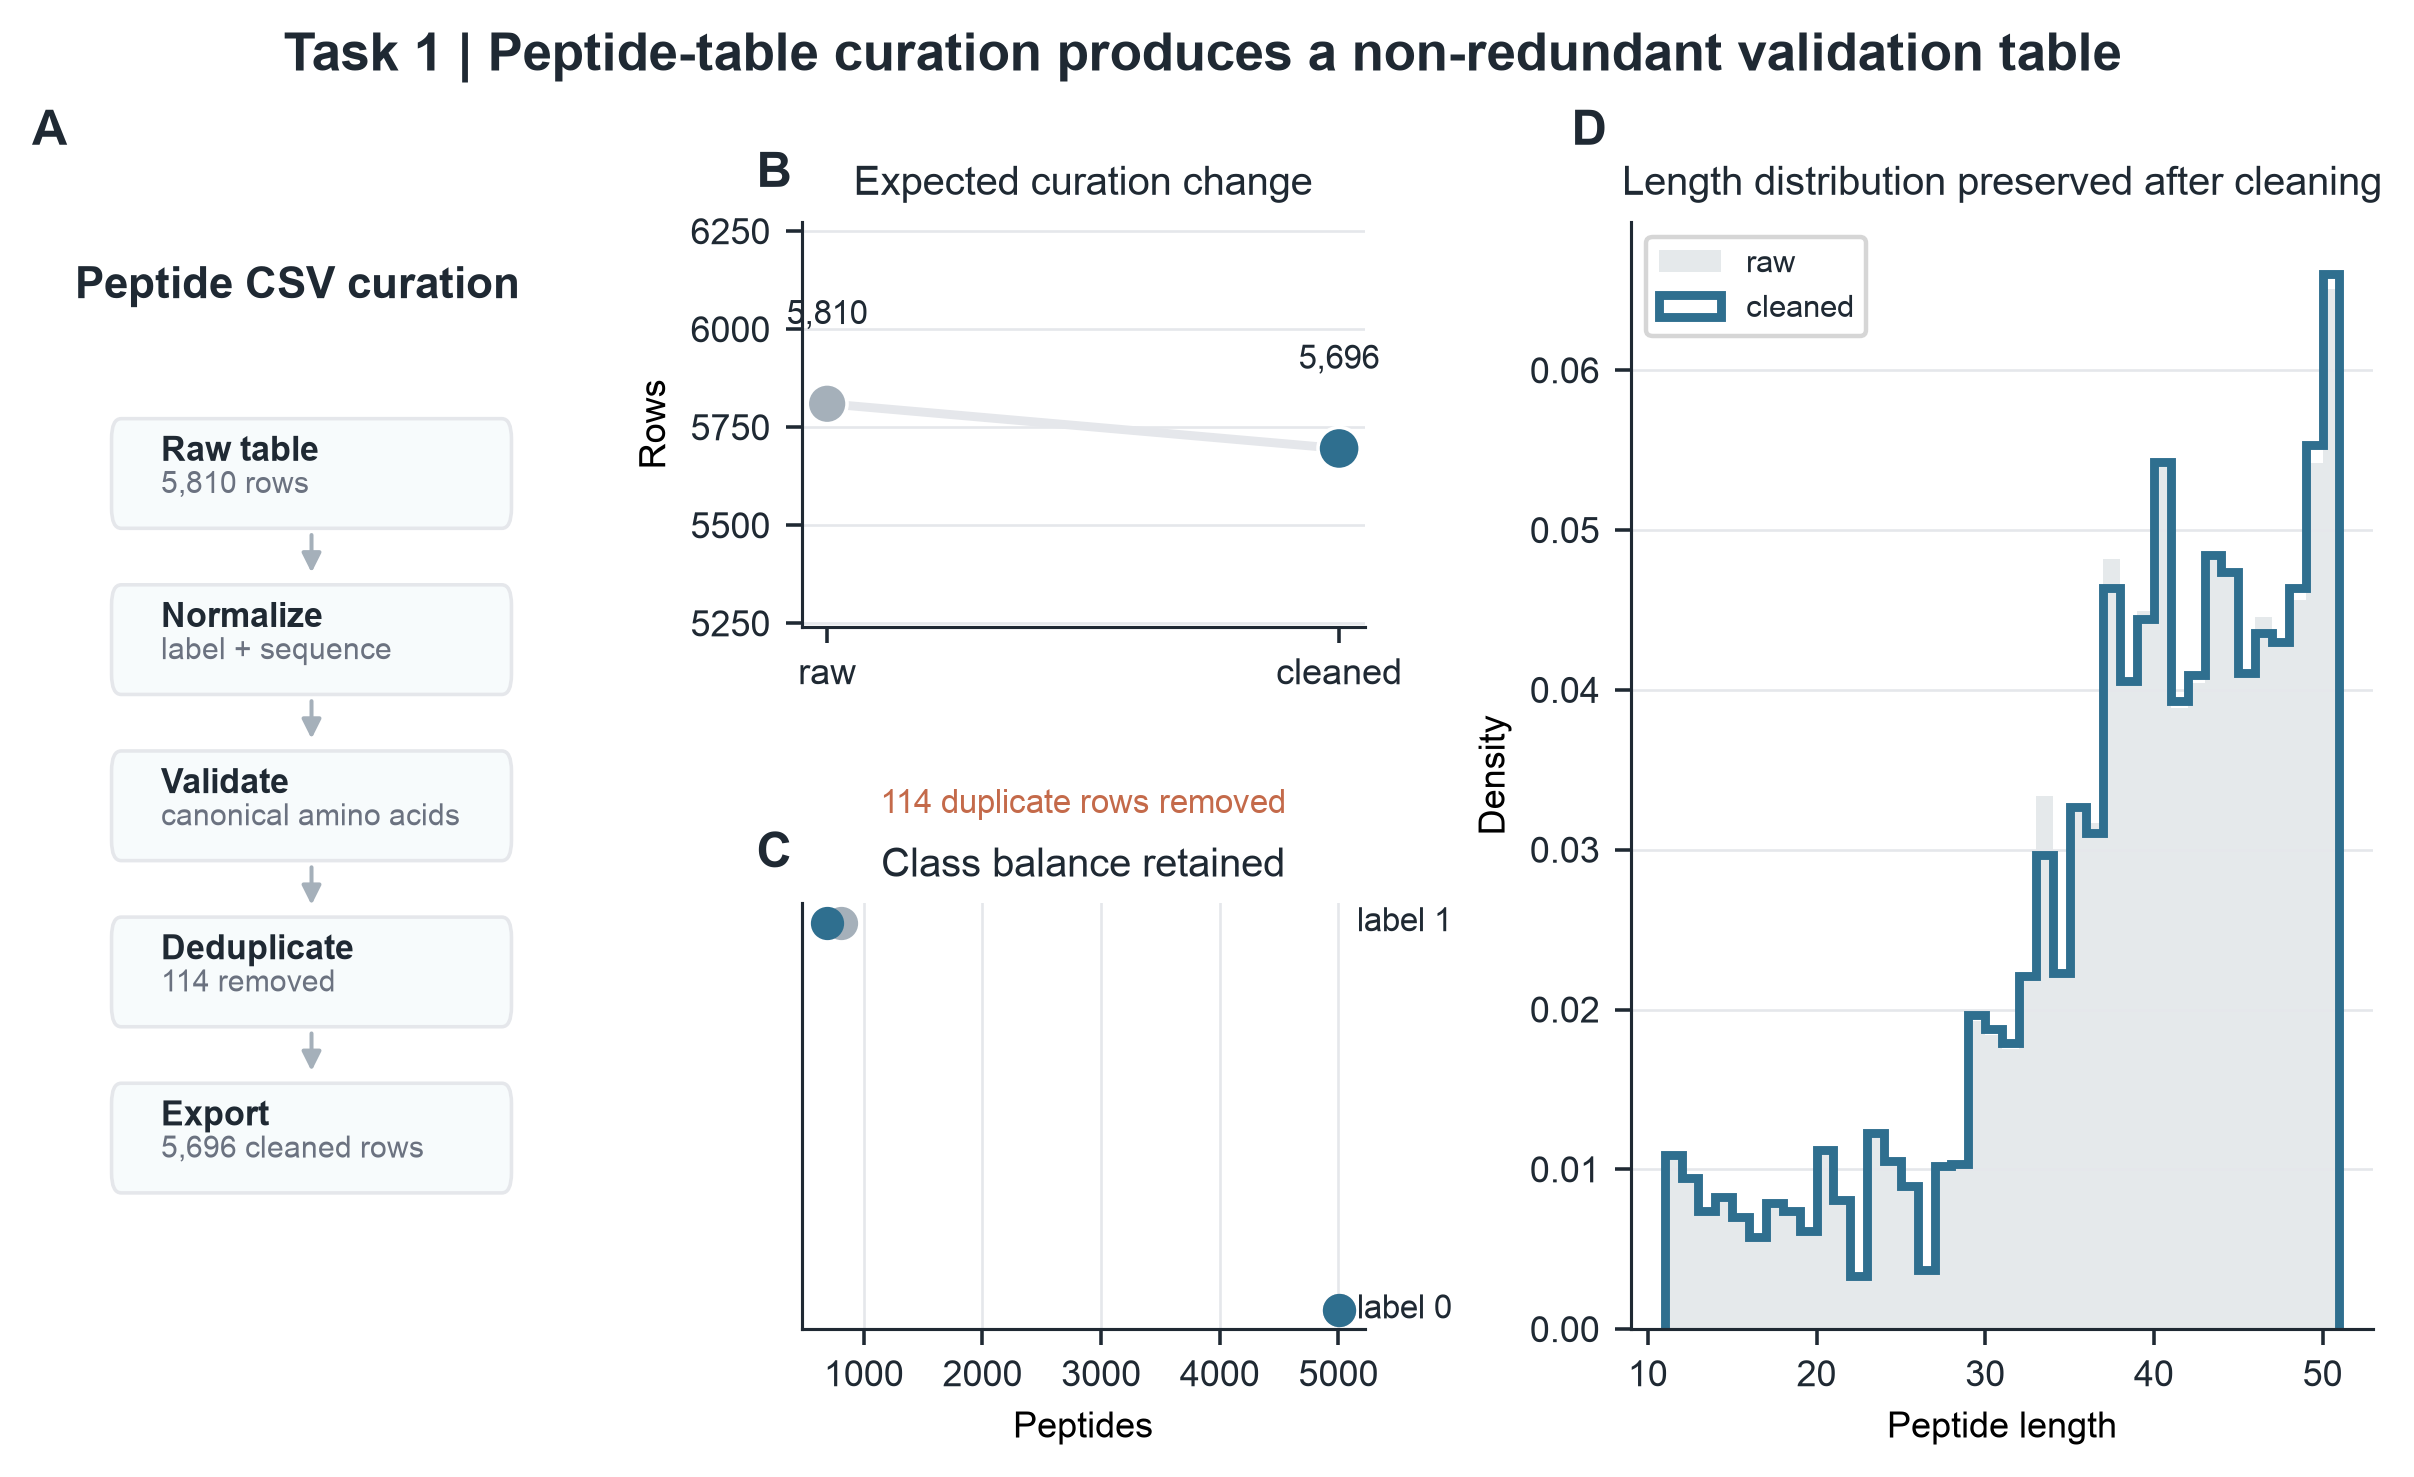 Task 1 | Peptide-table curation produces a non-redundant validation table
A
Peptide CSV curation
Raw table
5,810 rows
Normalize
label + sequence
Validate
canonical amino acids
Deduplicate
114 removed
Export
5,696 cleaned rows
B
Expected curation change
6250
6000
5750
5500
5250
Rows
5,810
5,696
raw
cleaned
114 duplicate rows removed
C
Class balance retained
label 1
label 0
1000
2000
3000
4000
5000
Peptides
D
Length distribution preserved after cleaning
raw
cleaned
0.06
0.05
0.04
0.03
0.02
0.01
0.00
Density
10
20
30
40
50
Peptide length